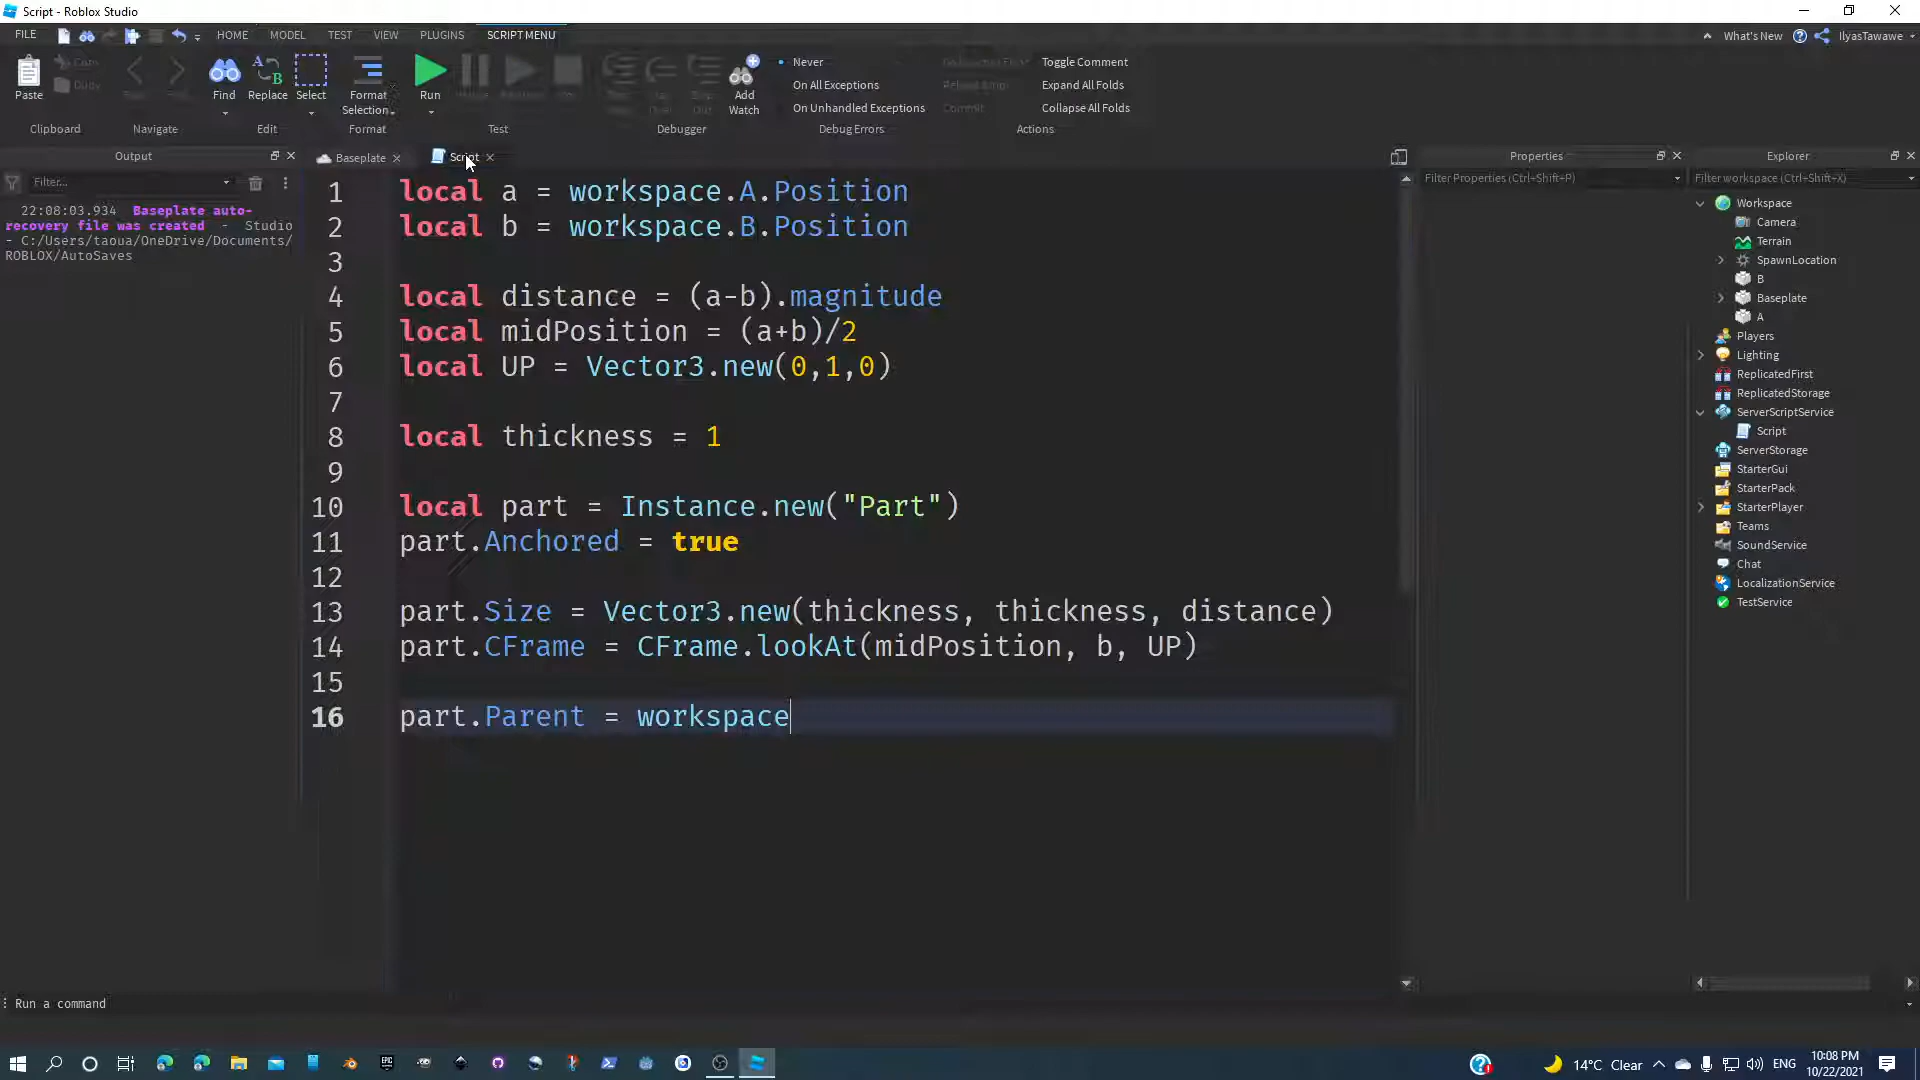 Script - Roblox Studio
FILE HOME MODEL TEST VIEW PLUGINS SCRIPT MENU What's New IlyasTawawe
Paste Find Replace Select Format Selection Run Add Watch
Never
On All Exceptions
On Unhandled Exceptions
Commit
Toggle Comment
Expand All Folds
Collapse All Folds
Clipboard Navigate Edit Format Test Debugger Debug Errors Actions
Output
Filter...
22:08:03.934 Baseplate auto-
recovery file was created - Studio
- C:/Users/taoua/OneDrive/Documents/
ROBLOX/AutoSaves
Baseplate
Script
1 local a = workspace.A.Position
2 local b = workspace.B.Position
3
4 local distance = (a-b).magnitude
5 local midPosition = (a+b)/2
6 local UP = Vector3.new(0,1,0)
7
8 local thickness = 1
9
10 local part = Instance.new("Part")
11 part.Anchored = true
12
13 part.Size = Vector3.new(thickness, thickness, distance)
14 part.CFrame = CFrame.lookAt(midPosition, b, UP)
15
16 part.Parent = workspace
Properties
Filter Properties (Ctrl+Shift+P)
Explorer
Filter workspace (Ctrl+Shift+X)
Workspace
Camera
Terrain
SpawnLocation
B
Baseplate
A
Players
Lighting
ReplicatedFirst
ReplicatedStorage
ServerScriptService
Script
ServerStorage
StarterGui
StarterPack
StarterPlayer
Teams
SoundService
Chat
LocalizationService
TestService
Run a command
14°C Clear ENG
10:08 PM
10/22/2021